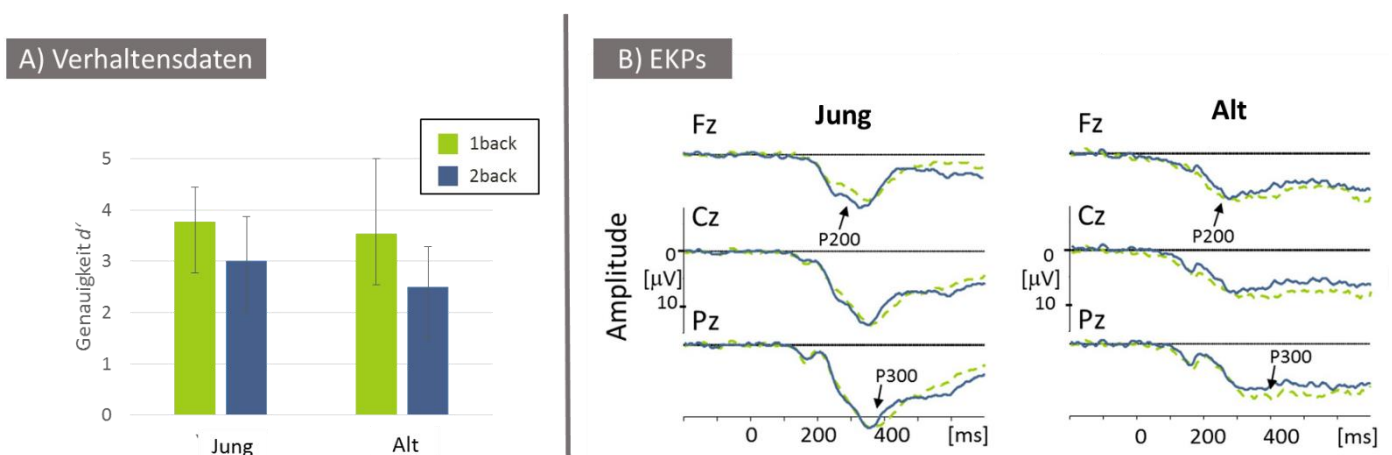 A) Verhaltensdaten
1back
2back
Genauigkeit d'
5
4
3
2
1
0
Jung
Alt
B) EKPs
Jung
Fz
P200
Cz
Amplitude
0
[µV]
10
Pz
P300
0 200 400 [ms]
Alt
Fz
P200
Cz
0
[µV]
10
Pz
P300
0 200 400 [ms]